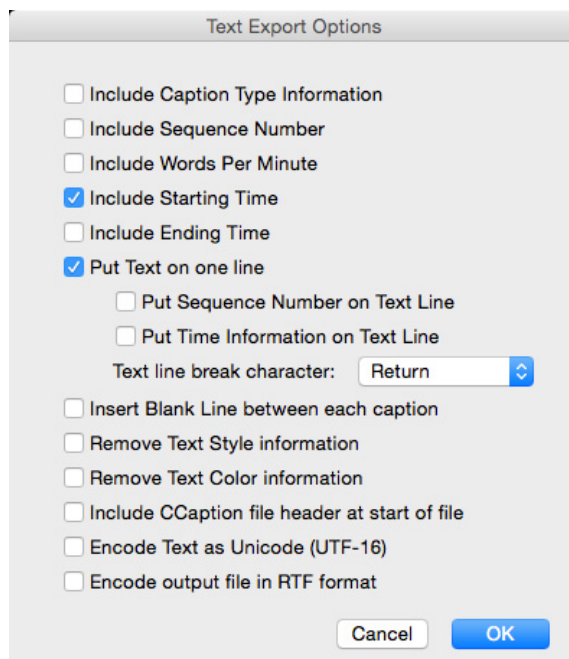 Text Export Options
Include Caption Type Information
Include Sequence Number
Include Words Per Minute
Include Starting Time
Include Ending Time
Put Text on one line
Put Sequence Number on Text Line
Put Time Information on Text Line
Text line break character: Return
Insert Blank Line between each caption
Remove Text Style information
Remove Text Color information
Include CCaption file header at start of file
Encode Text as Unicode (UTF-16)
Encode output file in RTF format
Cancel OK